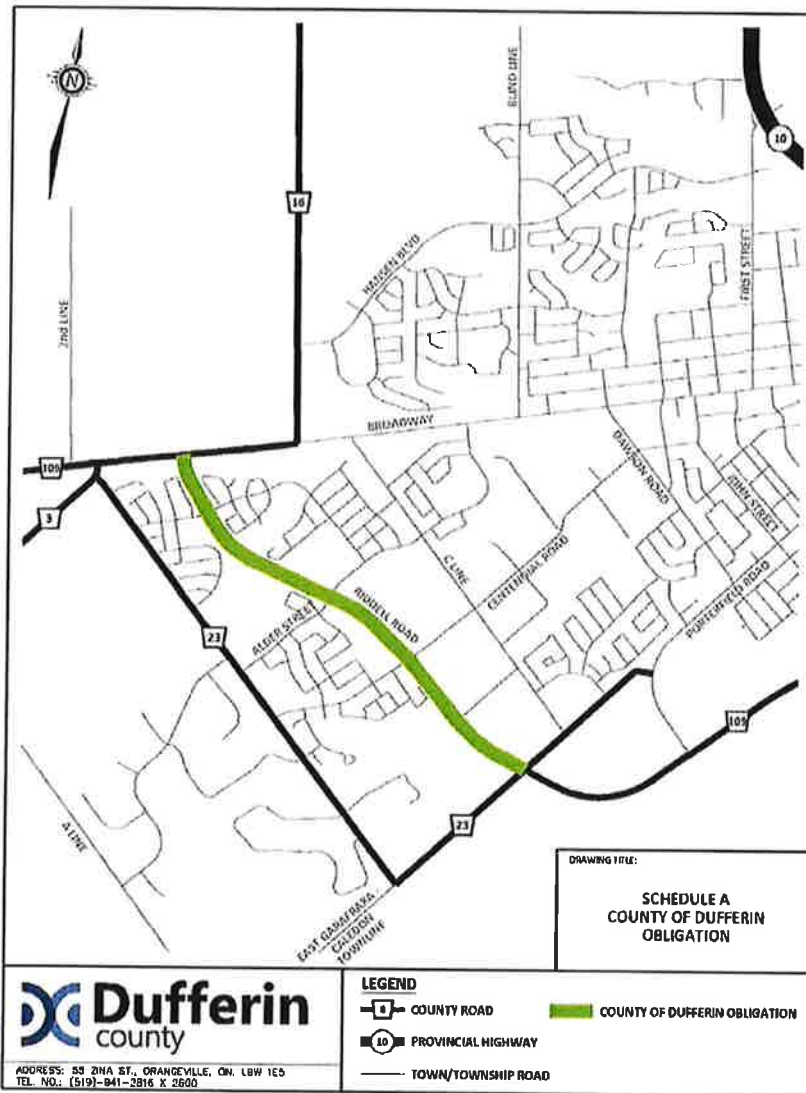 N
16
BLIND LINE
10
2nd LINE
HANSEN BLVD
FIRST STREET
BROADWAY
109
3
DAWSON ROAD
JOHN STREET
C LINE
CENTENNIAL ROAD
RIDDELL ROAD
ALDER STREET
PORTERFIELD ROAD
23
109
A LINE
23
EAST GARAFRAXA
CALEDON
TOWNLINE
DRAWING TITLE:
SCHEDULE A
COUNTY OF DUFFERIN
OBLIGATION
Dufferin
county
ADDRESS: 55 ZINA ST., ORANGEVILLE, ON. L9W 1E5
TEL. NO.: (519)-941-2816 X 2600
LEGEND
8 COUNTY ROAD
COUNTY OF DUFFERIN OBLIGATION
10 PROVINCIAL HIGHWAY
TOWN/TOWNSHIP ROAD